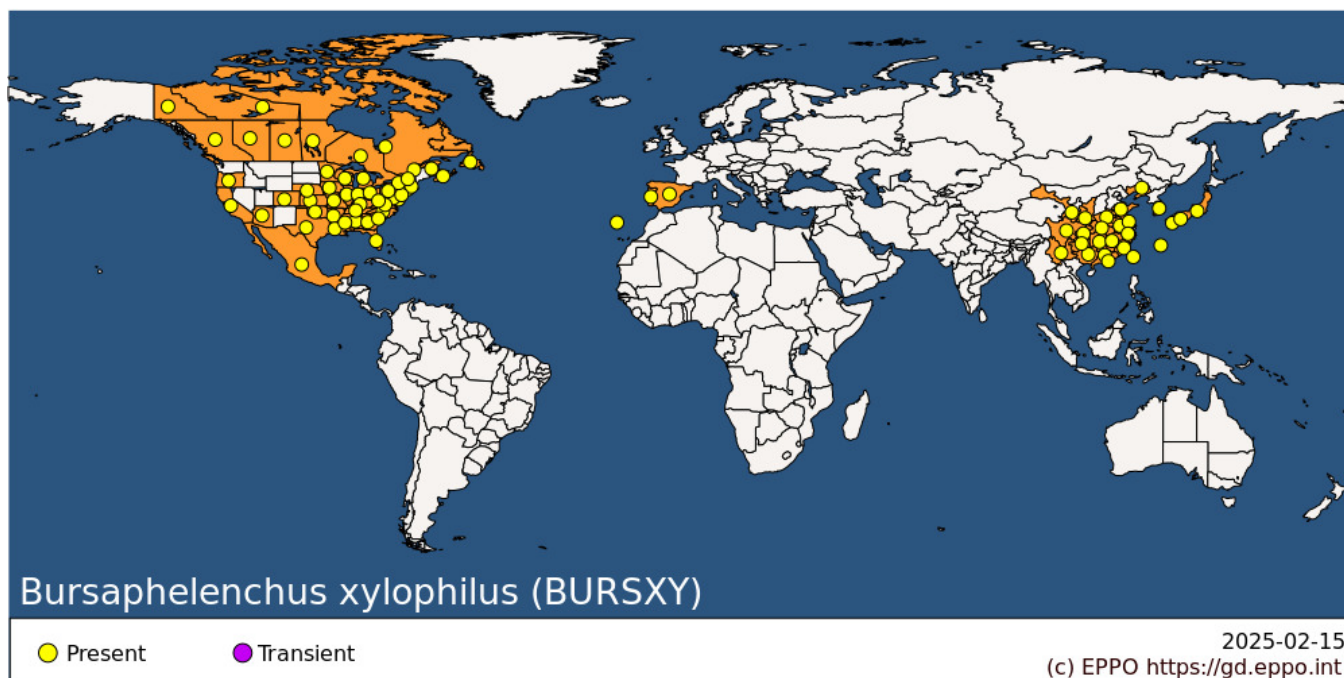 Bursaphelenchus xylophilus (BURSXY)
Present
Transient
2025-02-15
(c) EPPO https://gd.eppo.int